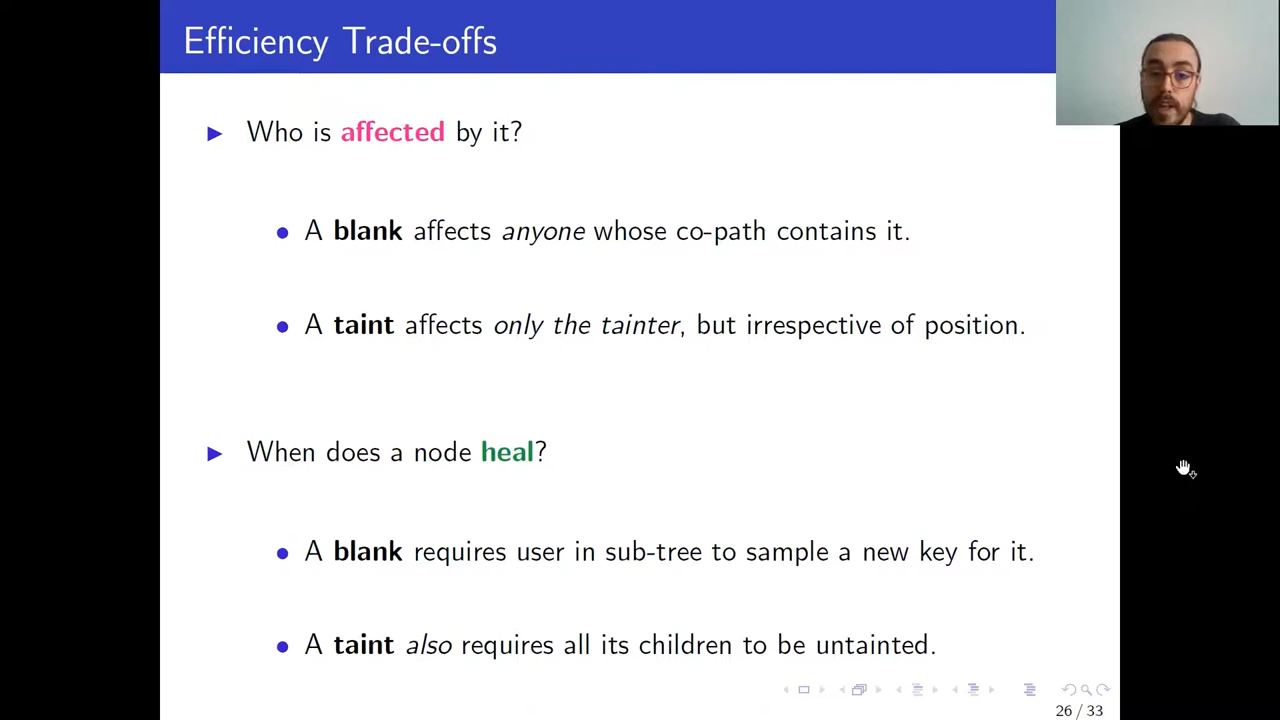 Efficiency Trade-offs
Who is affected by it?
A blank affects anyone whose co-path contains it.
A taint affects only the tainter, but irrespective of position.
When does a node heal?
A blank requires user in sub-tree to sample a new key for it.
A taint also requires all its children to be untainted.
26 / 33